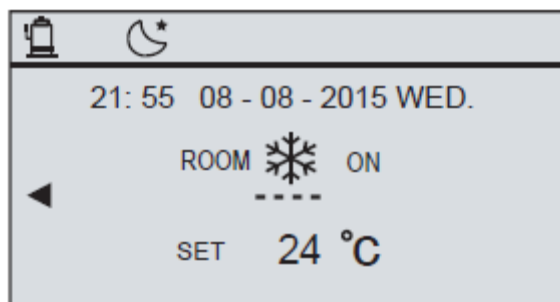 21: 55 08 - 08 - 2015 WED.
ROOM ON
----
SET 24 °C